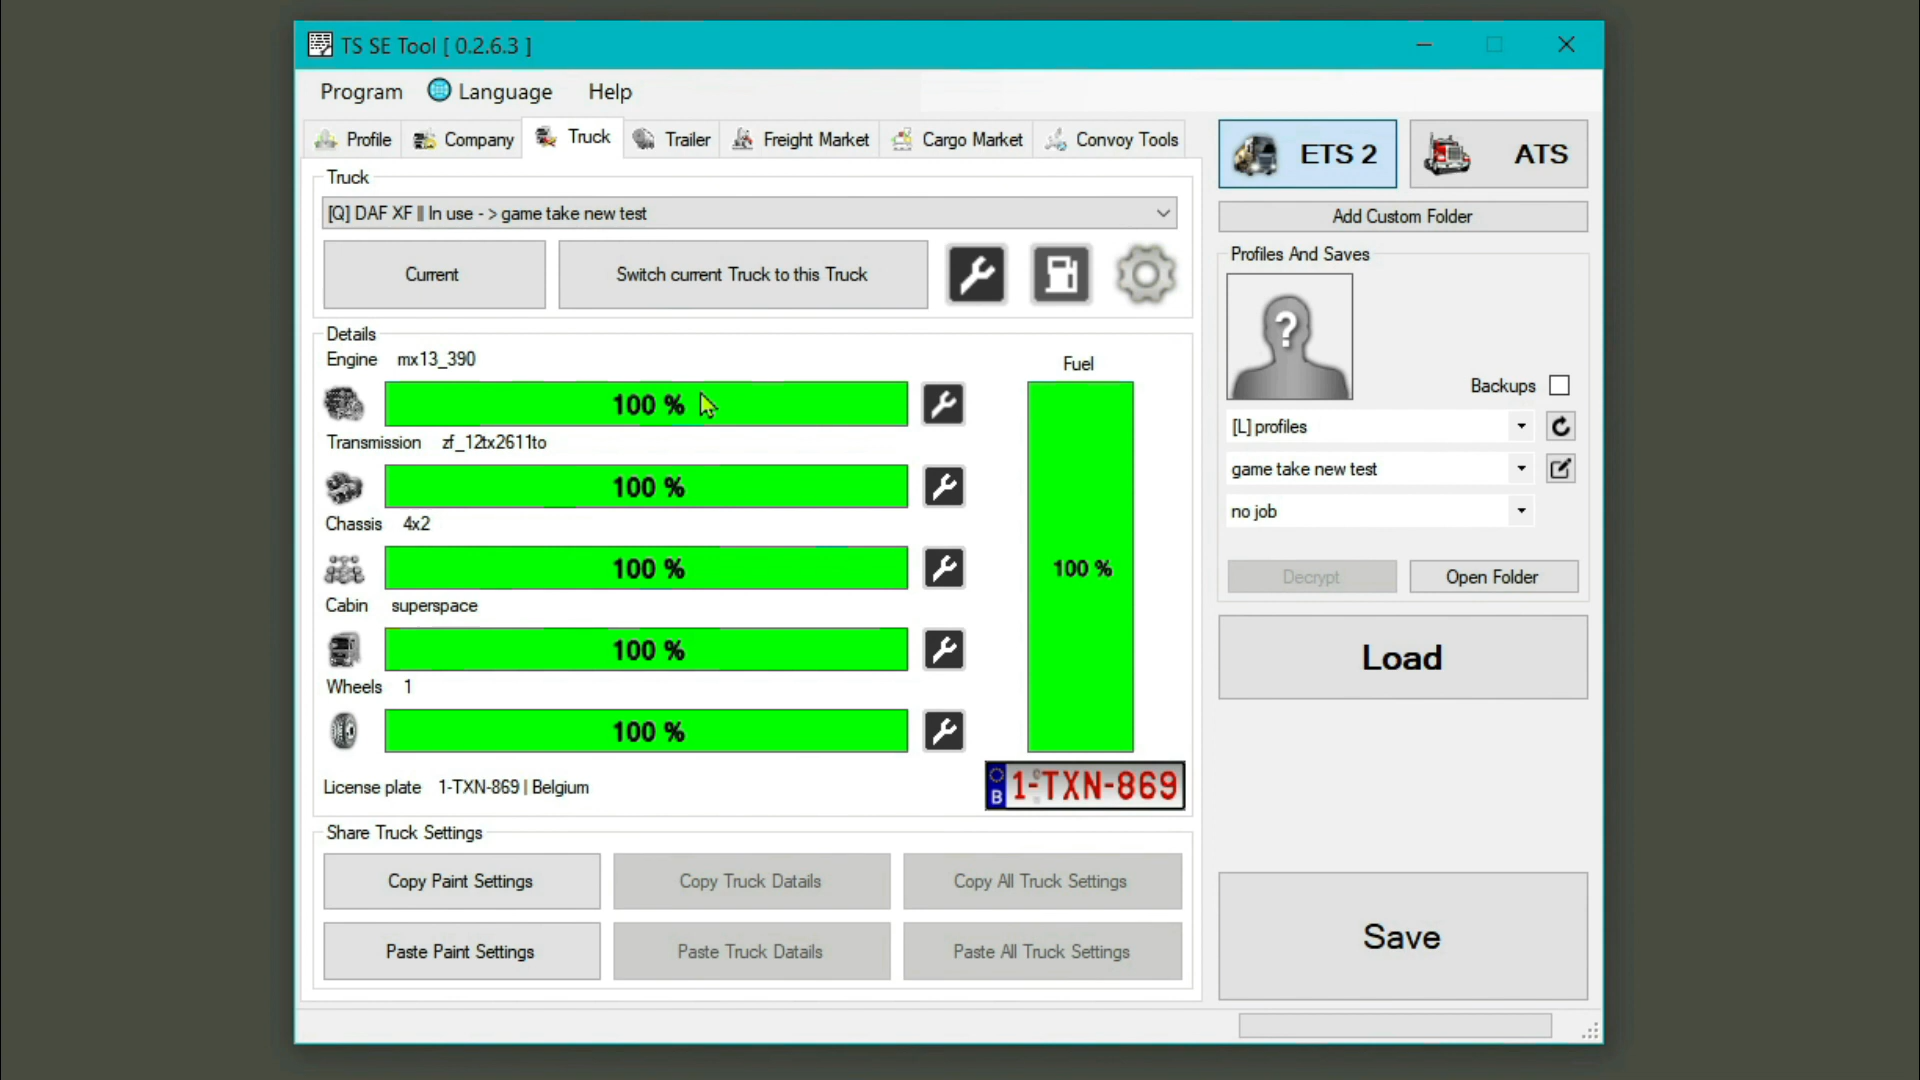 TS SE Tool [ 0.2.6.3 ]
Program Language Help
Profile Company Truck Trailer Freight Market Cargo Market Convoy Tools
ETS 2 ATS
Truck
[Q] DAF XF || In use - > game take new test
Add Custom Folder
Current Switch current Truck to this Truck
Profiles And Saves
?
Backups
[L] profiles
game take new test
no job
Decrypt Open Folder
Load
Save
Details
Engine mx13_390
100 %
Transmission zf_12tx2611to
100 %
Chassis 4x2
100 %
Cabin superspace
100 %
Wheels 1
100 %
Fuel
100 %
License plate 1-TXN-869 | Belgium
B 1-TXN-869
Share Truck Settings
Copy Paint Settings Copy Truck Datails Copy All Truck Settings
Paste Paint Settings Paste Truck Datails Paste All Truck Settings